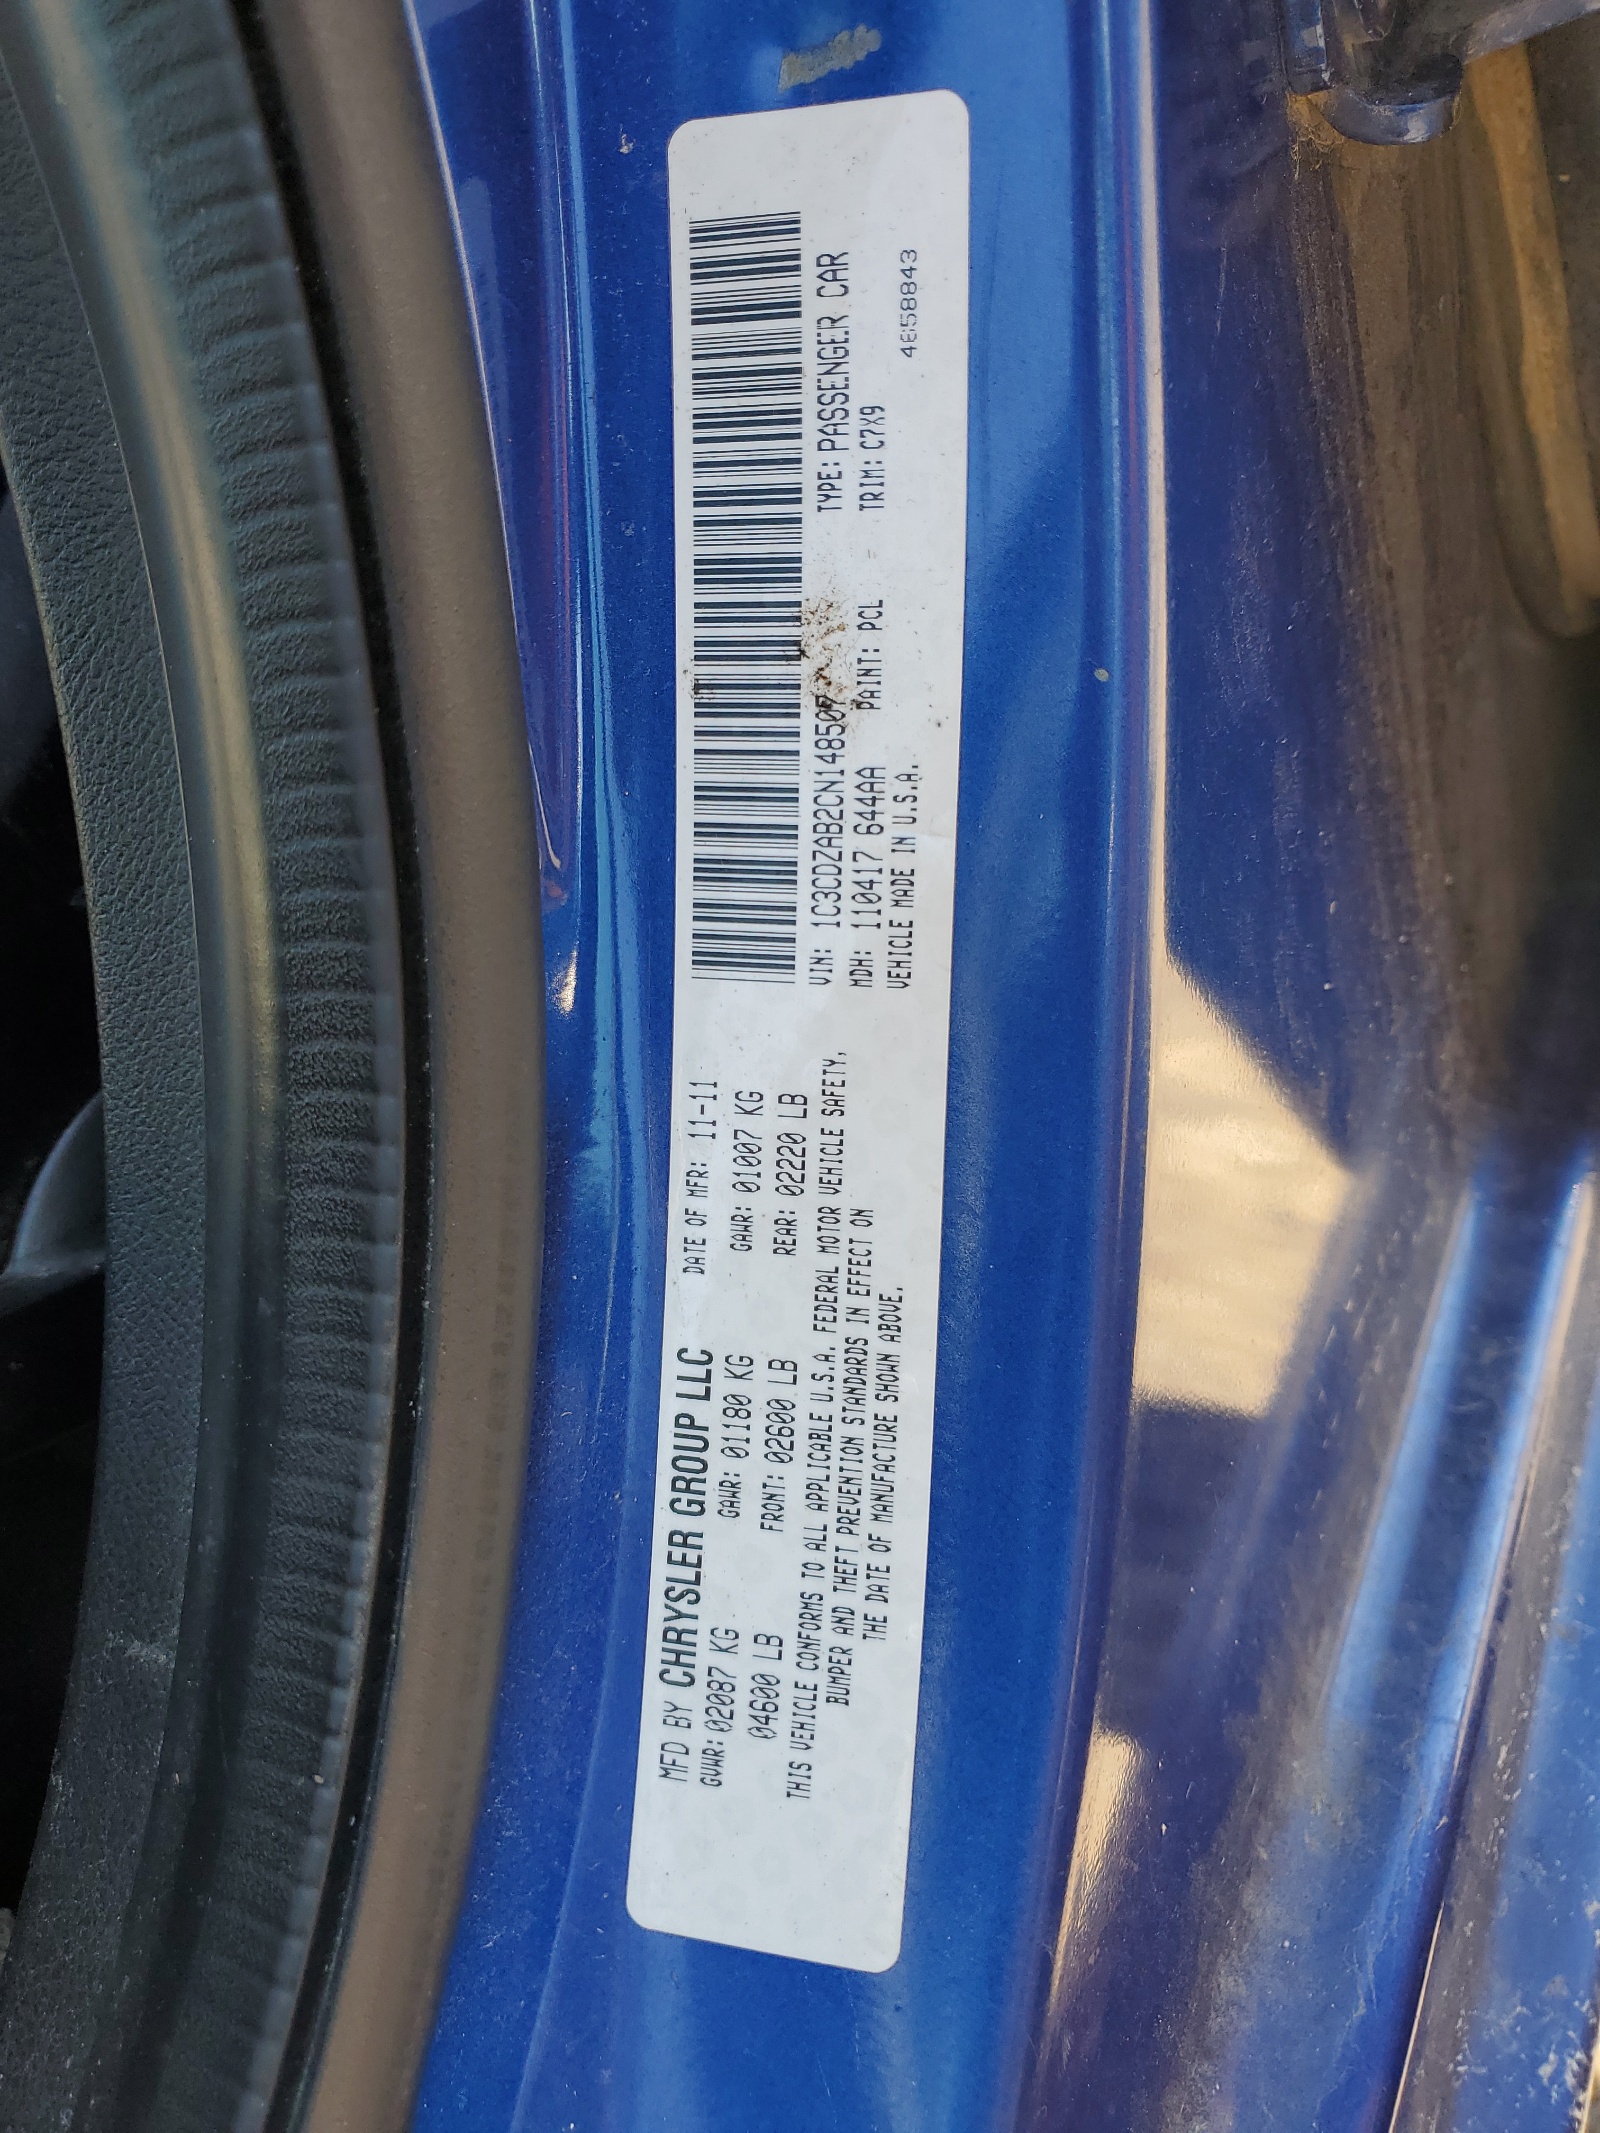 MFD BY CHRYSLER GROUP LLC DATE OF MFR: 11-11
GVWR: 02087 KG GAWR: 01180 KG GAWR: 01007 KG
04600 LB FRONT: 02600 LB REAR: 02220 LB
THIS VEHICLE CONFORMS TO ALL APPLICABLE U.S.A. FEDERAL MOTOR VEHICLE SAFETY,
BUMPER AND THEFT PREVENTION STANDARDS IN EFFECT ON
THE DATE OF MANUFACTURE SHOWN ABOVE.
VIN: 1C3CDZAB2CN148507 TYPE: PASSENGER CAR
MDH: 110417 644AA PAINT: PCL TRIM: C7X9
VEHICLE MADE IN U.S.A. 4658843